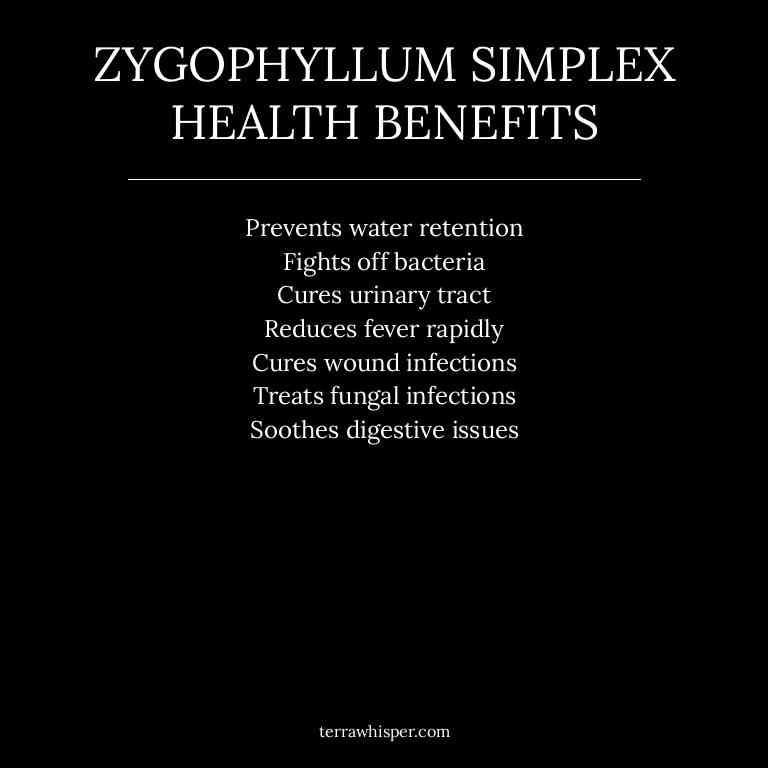 ZYGOPHYLLUM SIMPLEX
HEALTH BENEFITS
Prevents water retention
Fights off bacteria
Cures urinary tract
Reduces fever rapidly
Cures wound infections
Treats fungal infections
Soothes digestive issues
terrawhisper.com